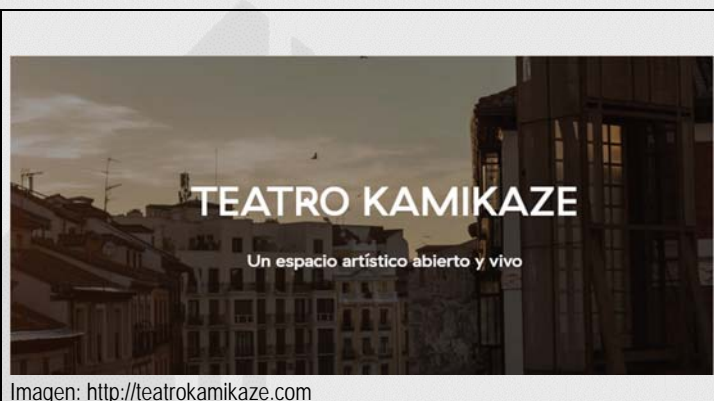 TEATRO KAMIKAZE
Un espacio artístico abierto y vivo
Imagen: http://teatrokamikaze.com